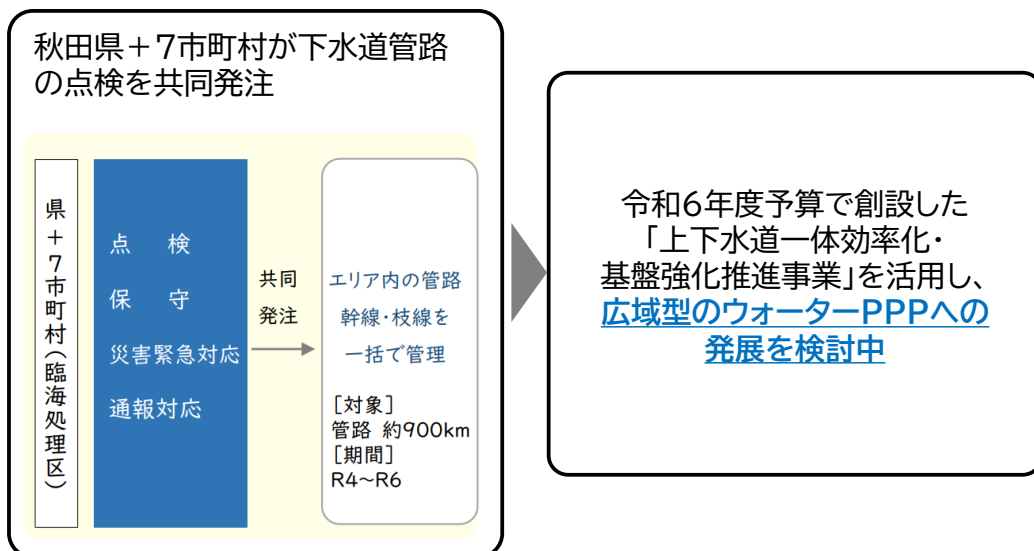 秋田県＋7市町村が下水道管路
の点検を共同発注
県＋7市町村（臨海処理区）
点　検
保　守
災害緊急対応
通報対応
共同
発注
エリア内の管路
幹線・枝線を
一括で管理
［対象］
管路 約900km
［期間］
R4～R6
令和6年度予算で創設した
「上下水道一体効率化・
基盤強化推進事業」を活用し、
広域型のウォーターPPPへの
発展を検討中